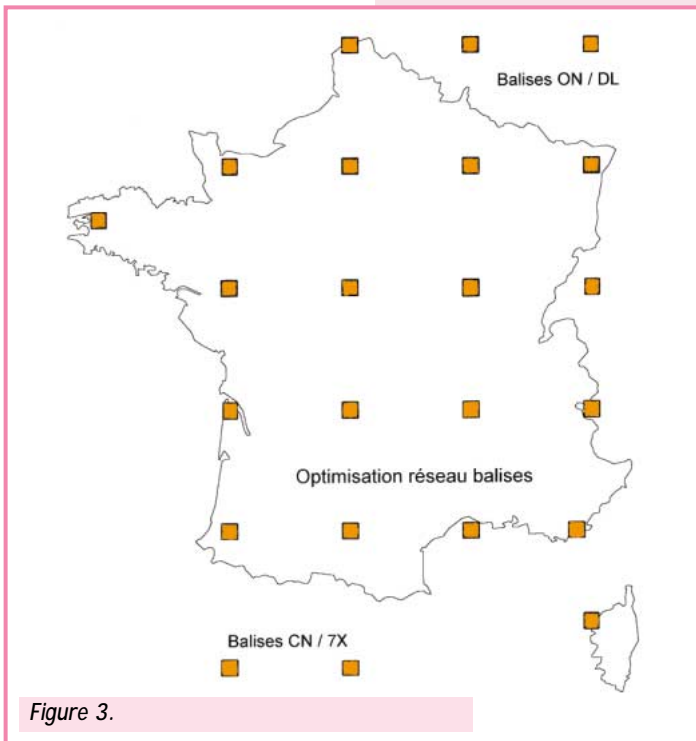 Balises ON / DL
Optimisation réseau balises
Balises CN / 7X
Figure 3.